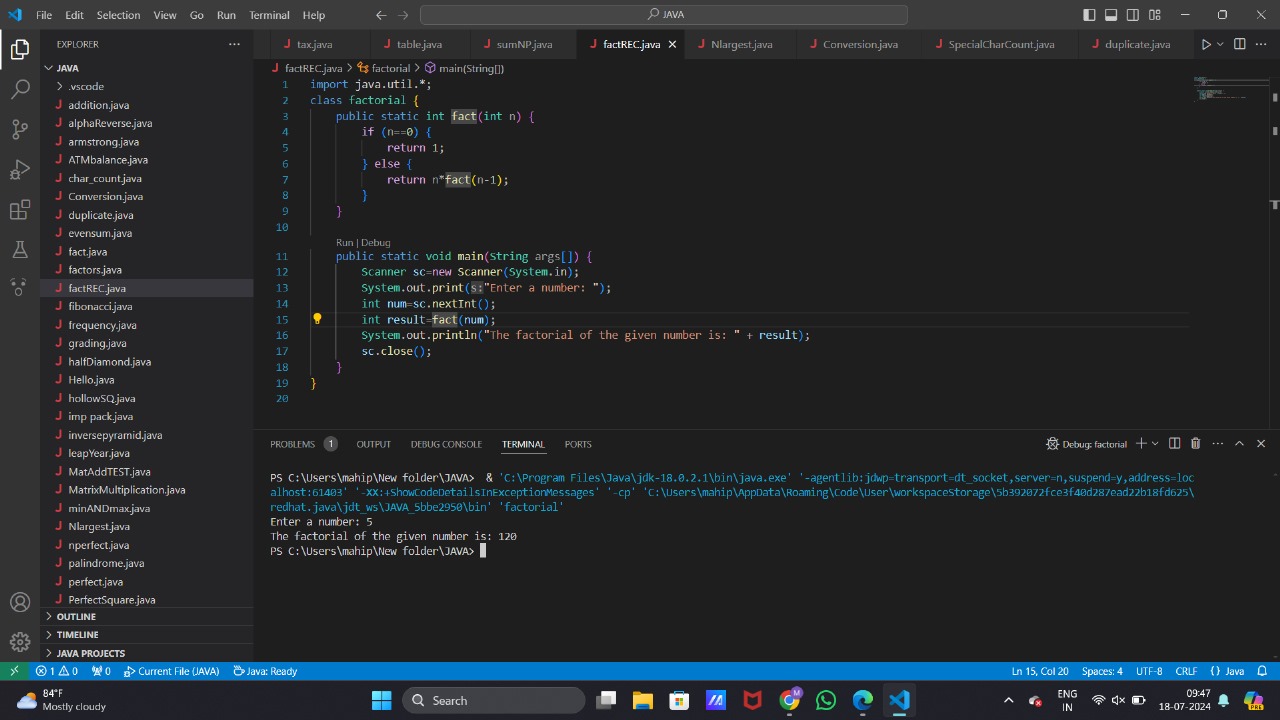 File Edit Selection View Go Run Terminal Help
JAVA
EXPLORER
JAVA
.vscode
addition.java
alphaReverse.java
armstrong.java
ATMbalance.java
char_count.java
Conversion.java
duplicate.java
evensum.java
fact.java
factors.java
factREC.java
fibonacci.java
frequency.java
grading.java
halfDiamond.java
Hello.java
hollowSQ.java
imp pack.java
inversepyramid.java
leapYear.java
MatAddTEST.java
MatrixMultiplication.java
minANDmax.java
Nlargest.java
nperfect.java
palindrome.java
perfect.java
PerfectSquare.java
OUTLINE
TIMELINE
JAVA PROJECTS
tax.java table.java sumNP.java factREC.java Nlargest.java Conversion.java SpecialCharCount.java duplicate.java
factREC.java > factorial > main(String[])
1 import java.util.*;
2 class factorial {
3 public static int fact(int n) {
4 if (n==0) {
5 return 1;
6 } else {
7 return n*fact(n-1);
8 }
9 }
10
Run | Debug
11 public static void main(String args[]) {
12 Scanner sc=new Scanner(System.in);
13 System.out.print(s:"Enter a number: ");
14 int num=sc.nextInt();
15 int result=fact(num);
16 System.out.println("The factorial of the given number is: " + result);
17 sc.close();
18 }
19 }
20
PROBLEMS 1 OUTPUT DEBUG CONSOLE TERMINAL PORTS
Debug: factorial
PS C:\Users\mahip\New folder\JAVA> & 'C:\Program Files\Java\jdk-18.0.2.1\bin\java.exe' '-agentlib:jdwp=transport=dt_socket,server=n,suspend=y,address=loc
alhost:61403' '-XX:+ShowCodeDetailsInExceptionMessages' '-cp' 'C:\Users\mahip\AppData\Roaming\Code\User\workspaceStorage\5b392072fce3f40d287ead22b18fd625\
redhat.java\jdt_ws\JAVA_5bbe2950\bin' 'factorial'
Enter a number: 5
The factorial of the given number is: 120
PS C:\Users\mahip\New folder\JAVA>
1 0 0 Current File (JAVA) Java: Ready
Ln 15, Col 20 Spaces: 4 UTF-8 CRLF {} Java
84°F
Mostly cloudy
Search
ENG
IN
09:47
18-07-2024
M
PRE